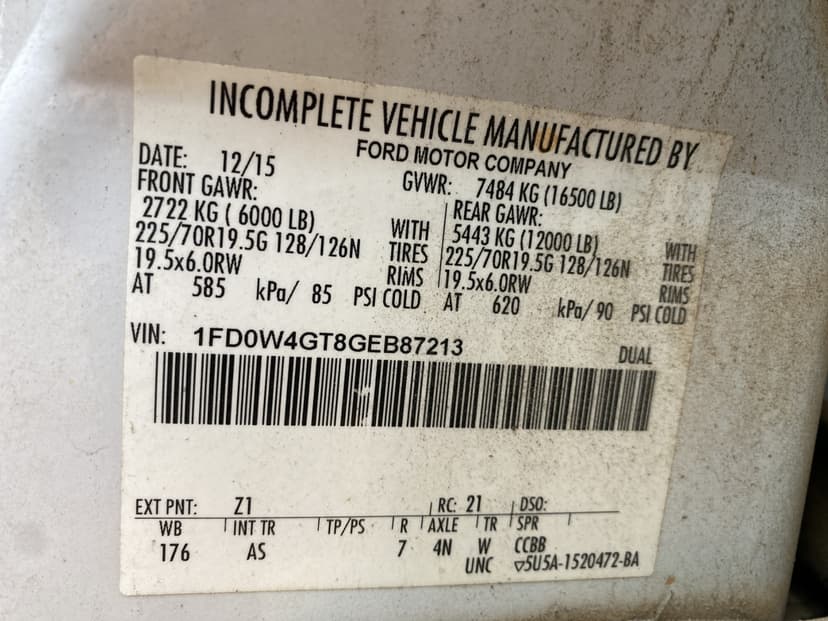 INCOMPLETE VEHICLE MANUFACTURED BY
FORD MOTOR COMPANY
DATE: 12/15 GVWR: 7484 KG (16500 LB)
FRONT GAWR: REAR GAWR:
2722 KG ( 6000 LB) WITH 5443 KG (12000 LB) WITH
225/70R19.5G 128/126N TIRES 225/70R19.5G 128/126N TIRES
19.5x6.0RW RIMS 19.5x6.0RW RIMS
AT 585 kPa/ 85 PSI COLD AT 620 kPa/ 90 PSI COLD
VIN: 1FD0W4GT8GEB87213 DUAL
EXT PNT: Z1 RC: 21 DSO:
WB INT TR TP/PS R AXLE TR SPR
176 AS 7 4N W CCBB
UNC ▽5U5A-1520472-BA